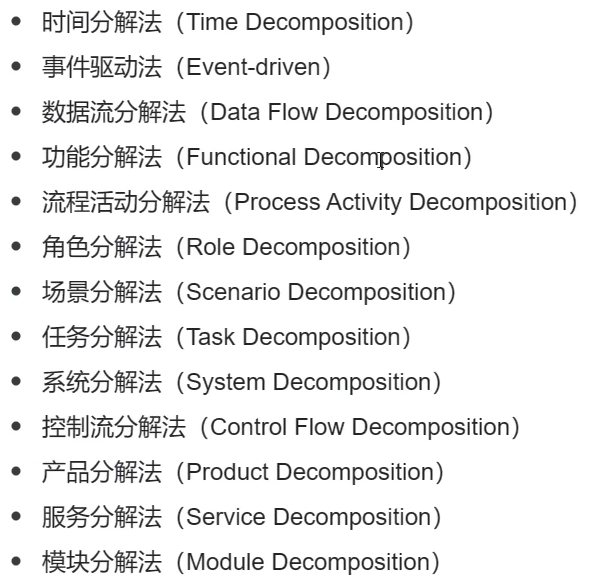 • 时间分解法（Time Decomposition）
• 事件驱动法（Event-driven）
• 数据流分解法（Data Flow Decomposition）
• 功能分解法（Functional Decomposition）
• 流程活动分解法（Process Activity Decomposition）
• 角色分解法（Role Decomposition）
• 场景分解法（Scenario Decomposition）
• 任务分解法（Task Decomposition）
• 系统分解法（System Decomposition）
• 控制流分解法（Control Flow Decomposition）
• 产品分解法（Product Decomposition）
• 服务分解法（Service Decomposition）
• 模块分解法（Module Decomposition）